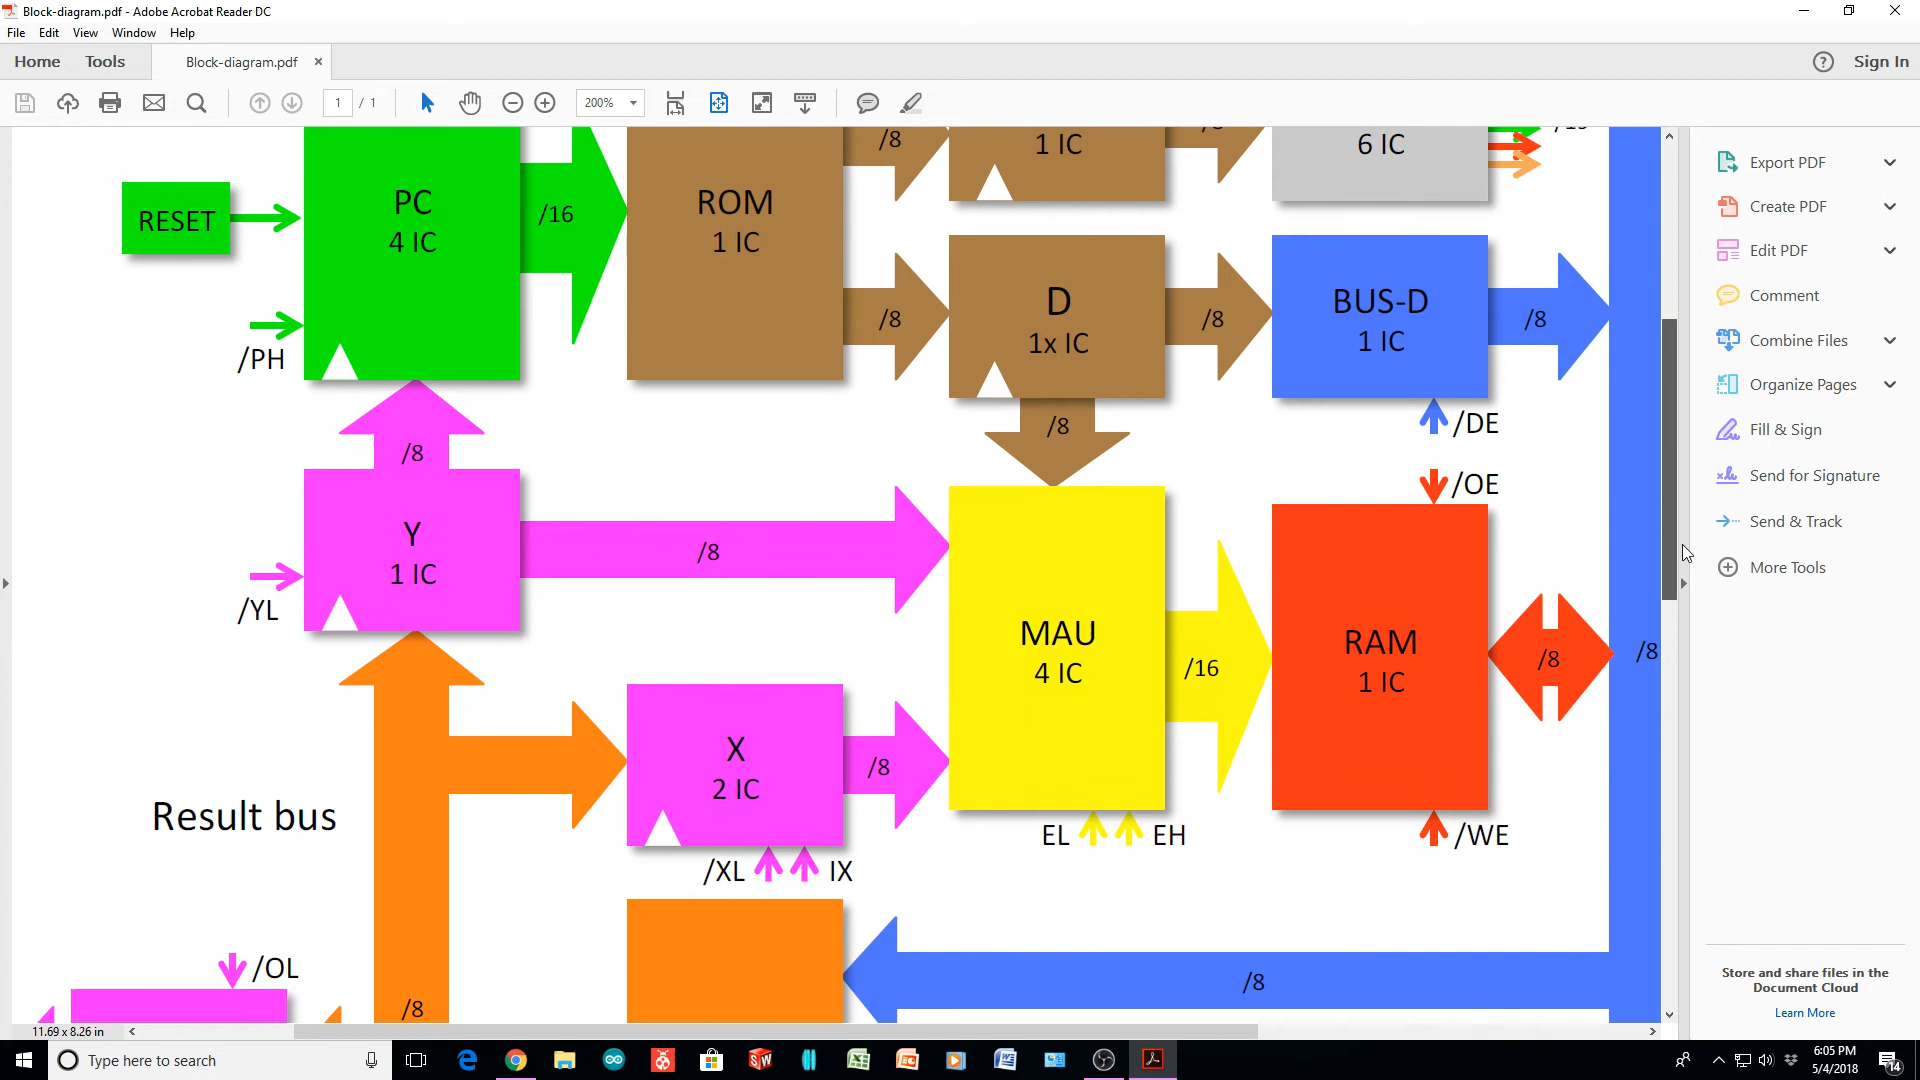 Block-diagram.pdf - Adobe Acrobat Reader DC
File Edit View Window Help
Home Tools Block-diagram.pdf × Sign In
1 / 1 200%
RESET
PC
4 IC
/16
ROM
1 IC
/8
1 IC
6 IC
/PH
/8
D
1x IC
/8
BUS-D
1 IC
/8
/DE
/8
/8
/OE
Y
1 IC
/8
/YL
MAU
4 IC
/16
RAM
1 IC
/8
/8
X
2 IC
/8
Result bus
EL EH
/WE
/XL IX
/OL
/8
/8
Export PDF
Create PDF
Edit PDF
Comment
Combine Files
Organize Pages
Fill & Sign
Send for Signature
Send & Track
More Tools
Store and share files in the
Document Cloud
Learn More
11.69 x 8.26 in
Type here to search
6:05 PM
5/4/2018
14